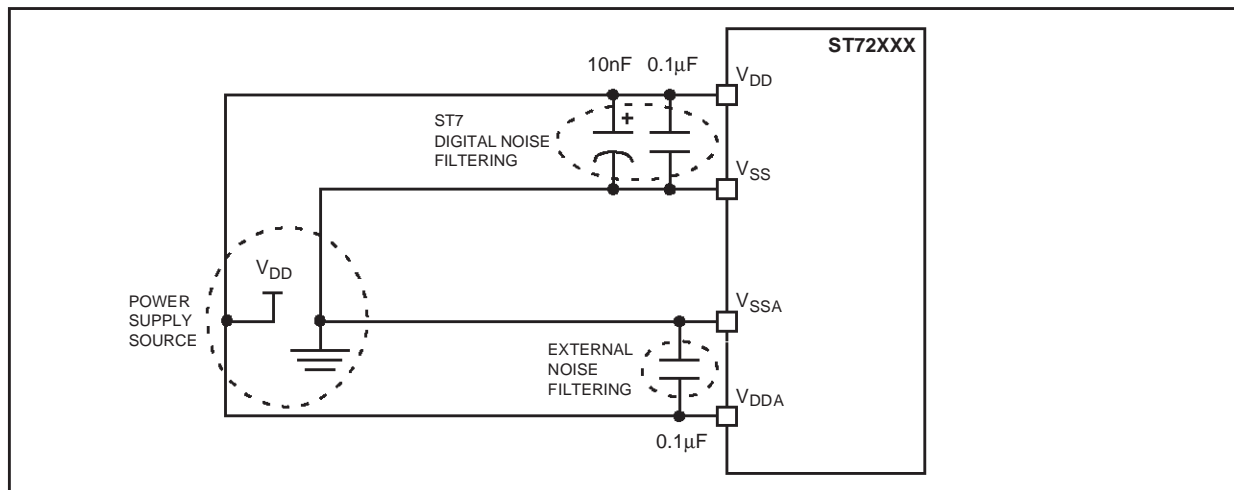 ST72XXX
10nF 0.1μF
VDD
ST7
DIGITAL NOISE
FILTERING
+
VSS
VDD
POWER
SUPPLY
SOURCE
VSSA
EXTERNAL
NOISE
FILTERING
VDDA
0.1μF